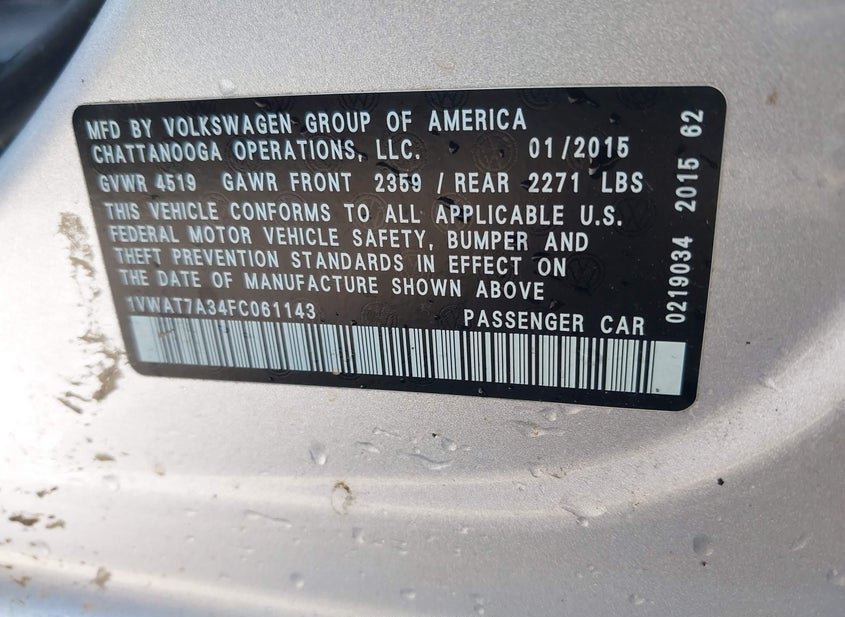 MFD BY VOLKSWAGEN GROUP OF AMERICA
CHATTANOOGA OPERATIONS, LLC. 01/2015
GVWR 4519 GAWR FRONT 2359 / REAR 2271 LBS
THIS VEHICLE CONFORMS TO ALL APPLICABLE U.S.
FEDERAL MOTOR VEHICLE SAFETY, BUMPER AND
THEFT PREVENTION STANDARDS IN EFFECT ON
THE DATE OF MANUFACTURE SHOWN ABOVE
1VWAT7A34FC061143 PASSENGER CAR
0219034 2015 62